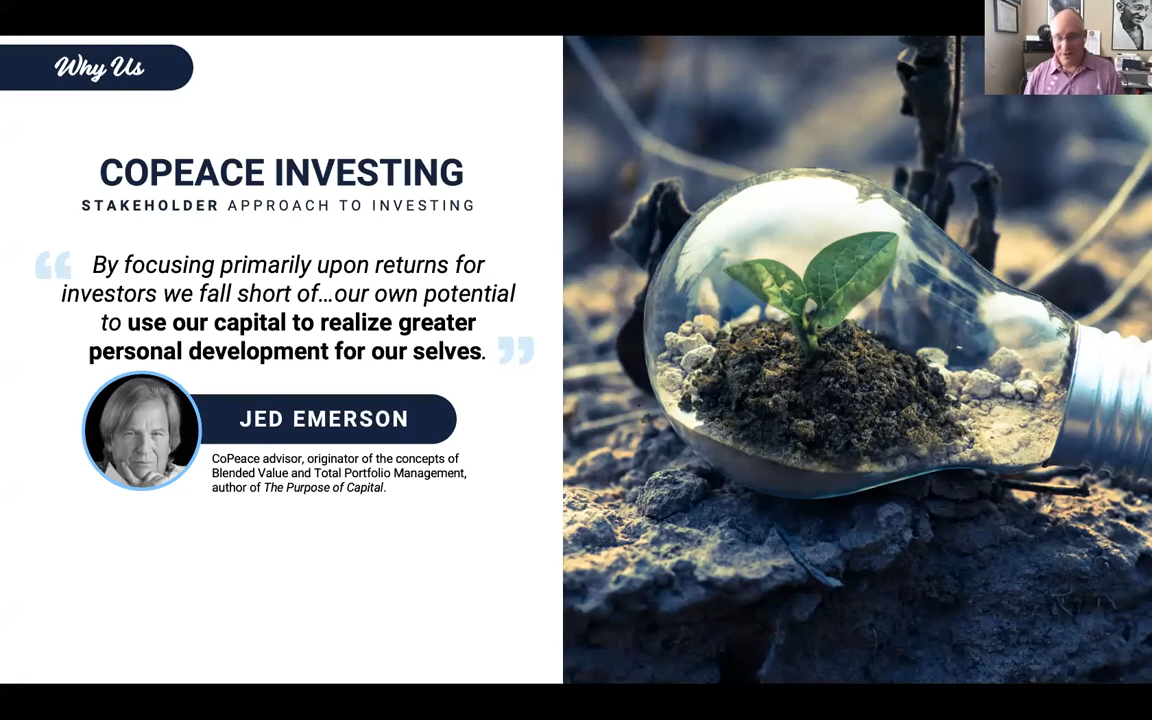 Why Us
COPEACE INVESTING
STAKEHOLDER APPROACH TO INVESTING
“ By focusing primarily upon returns for
investors we fall short of...our own potential
to use our capital to realize greater
personal development for our selves. ”
JED EMERSON
CoPeace advisor, originator of the concepts of
Blended Value and Total Portfolio Management,
author of The Purpose of Capital.